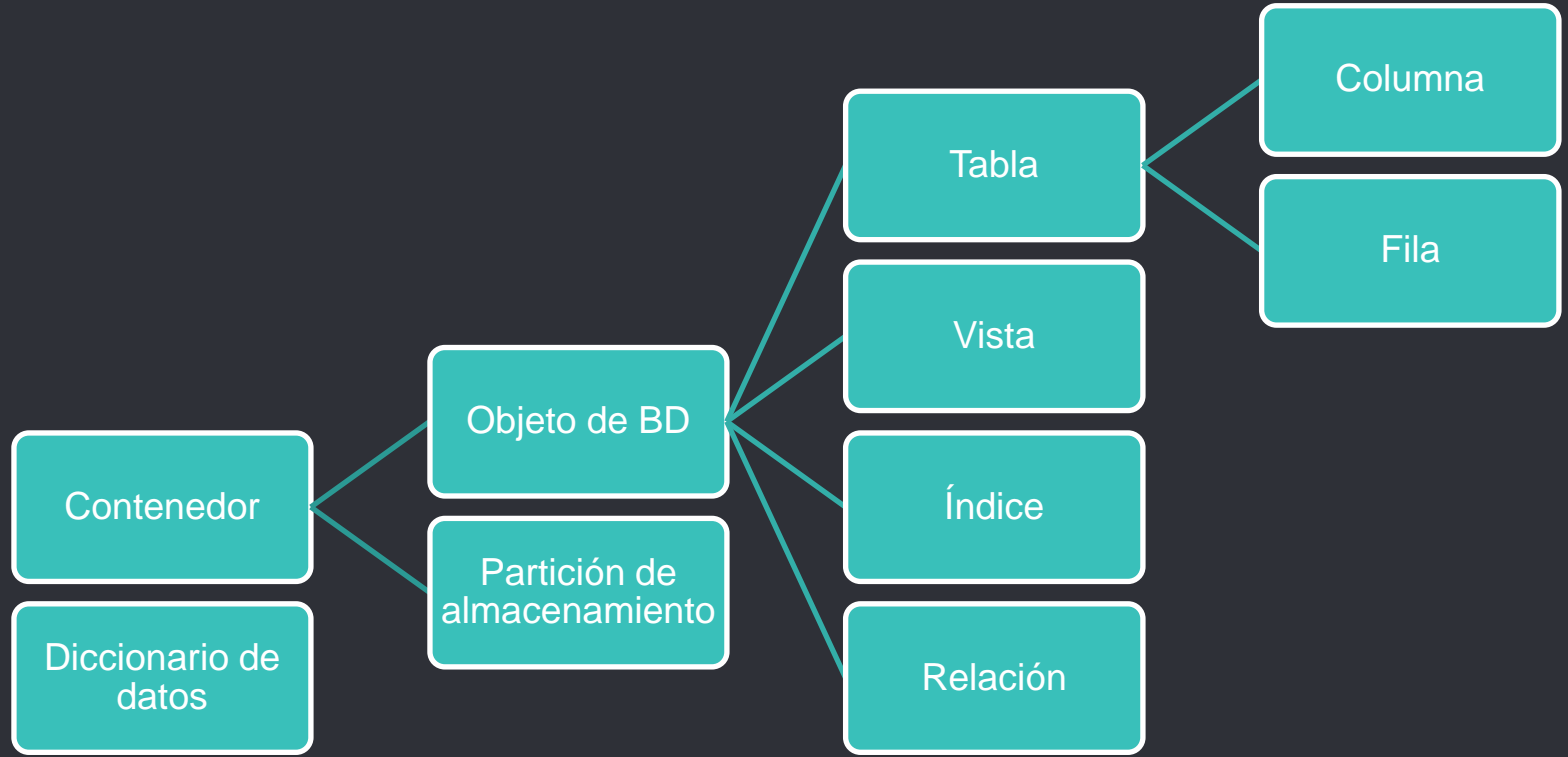 Contenedor
Diccionario de
datos
Objeto de BD
Partición de
almacenamiento
Tabla
Vista
Índice
Relación
Columna
Fila